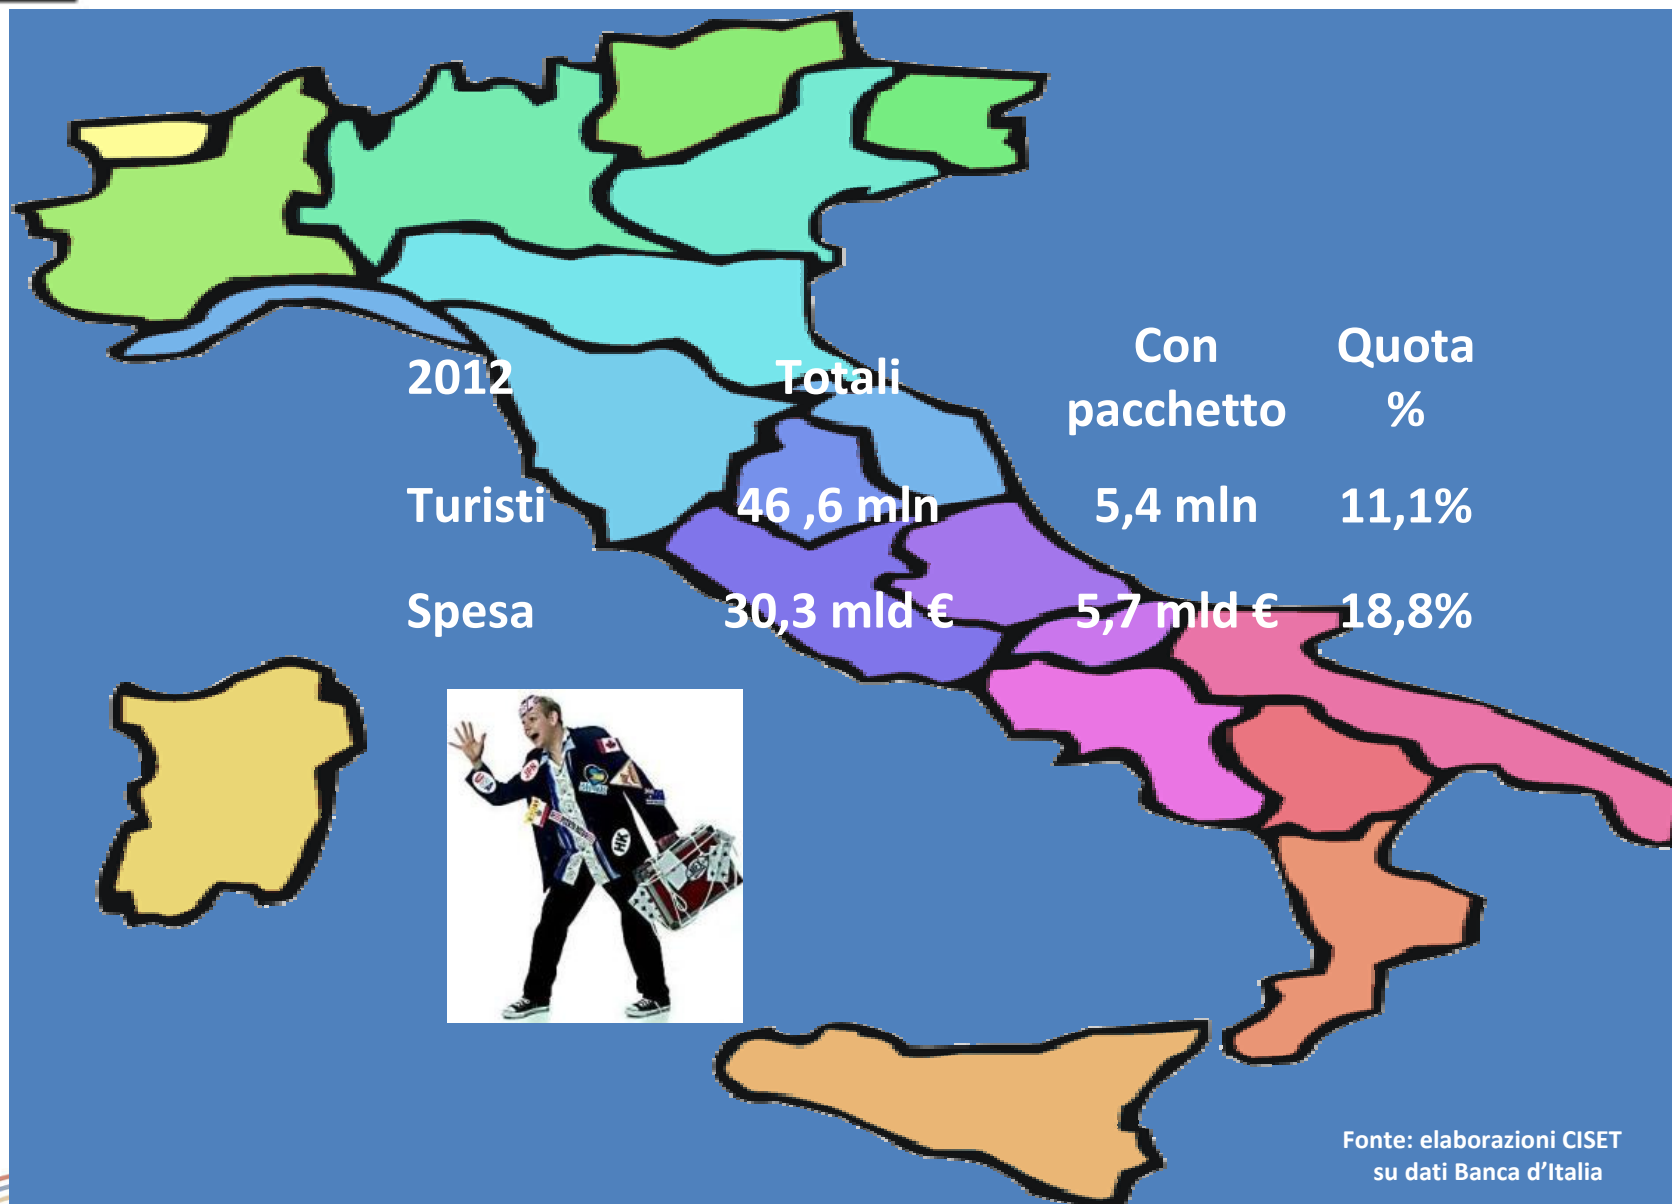 2012 Totali Con pacchetto Quota %
Turisti 46 ,6 mln 5,4 mln 11,1%
Spesa 30,3 mld € 5,7 mld € 18,8%
HK
Fonte: elaborazioni CISET
su dati Banca d’Italia